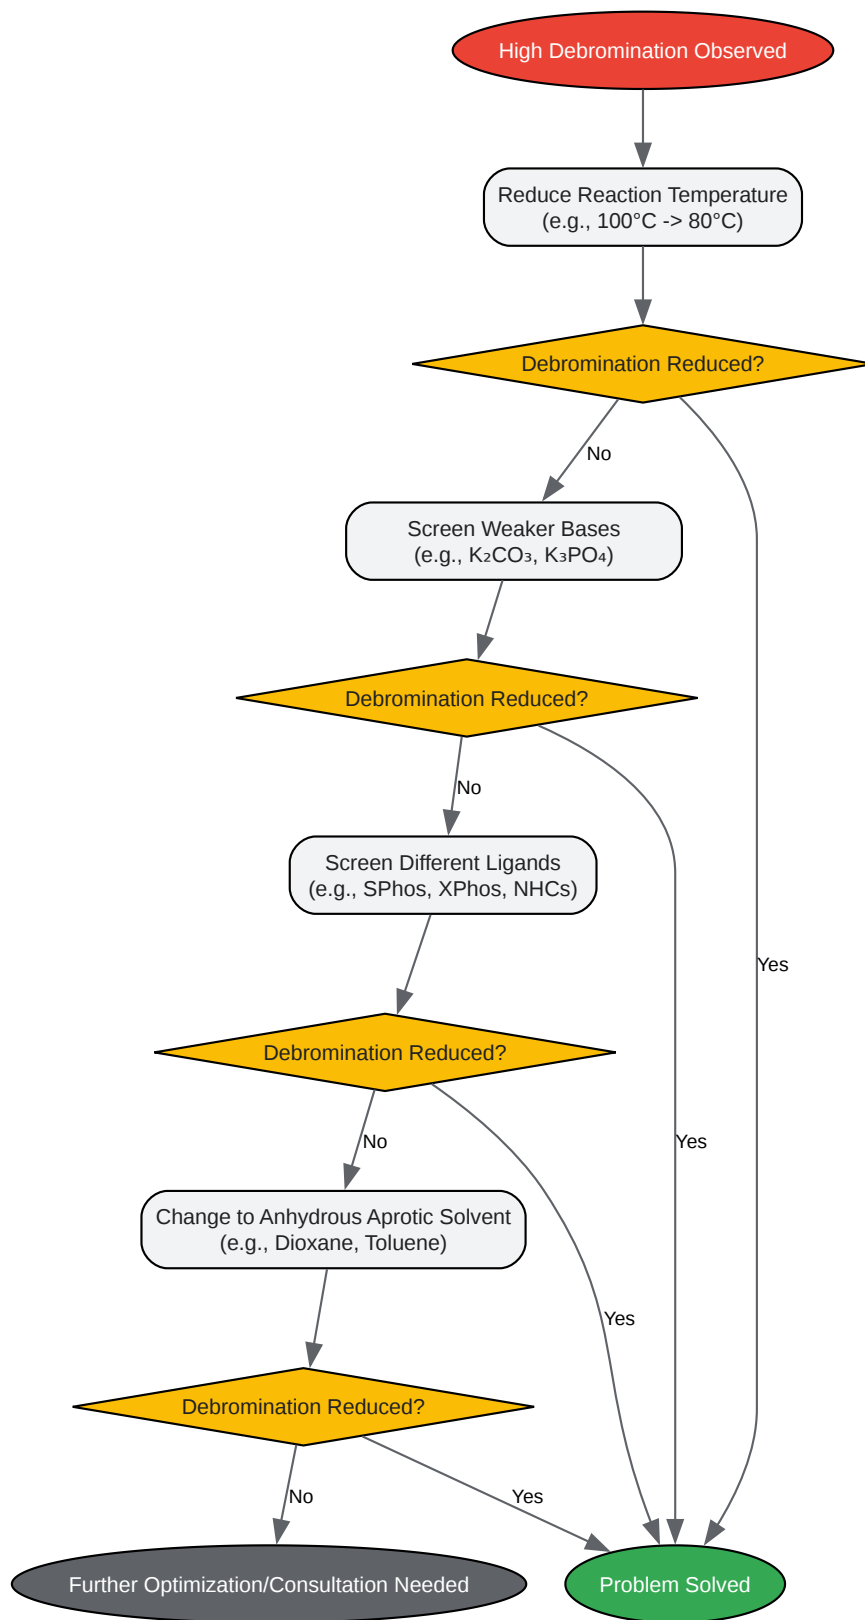 High Debromination Observed
Reduce Reaction Temperature
(e.g., 100°C -> 80°C)
Debromination Reduced?
No
Screen Weaker Bases
(e.g., K₂CO₃, K₃PO₄)
Debromination Reduced?
No
Screen Different Ligands
(e.g., SPhos, XPhos, NHCs)
Yes
Debromination Reduced?
No
Yes
Change to Anhydrous Aprotic Solvent
(e.g., Dioxane, Toluene)
Yes
Debromination Reduced?
No
Yes
Further Optimization/Consultation Needed
Problem Solved